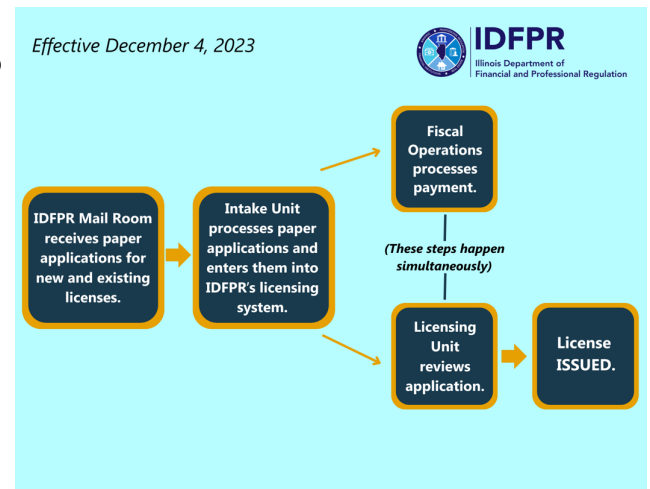 Effective December 4, 2023
IDFPR
Illinois Department of
Financial and Professional Regulation
IDFPR Mail Room
receives paper
applications for
new and existing
licenses.
Intake Unit
processes paper
applications and
enters them into
IDFPR's licensing
system.
Fiscal
Operations
processes
payment.
(These steps happen
simultaneously)
Licensing
Unit
reviews
application.
License
ISSUED.